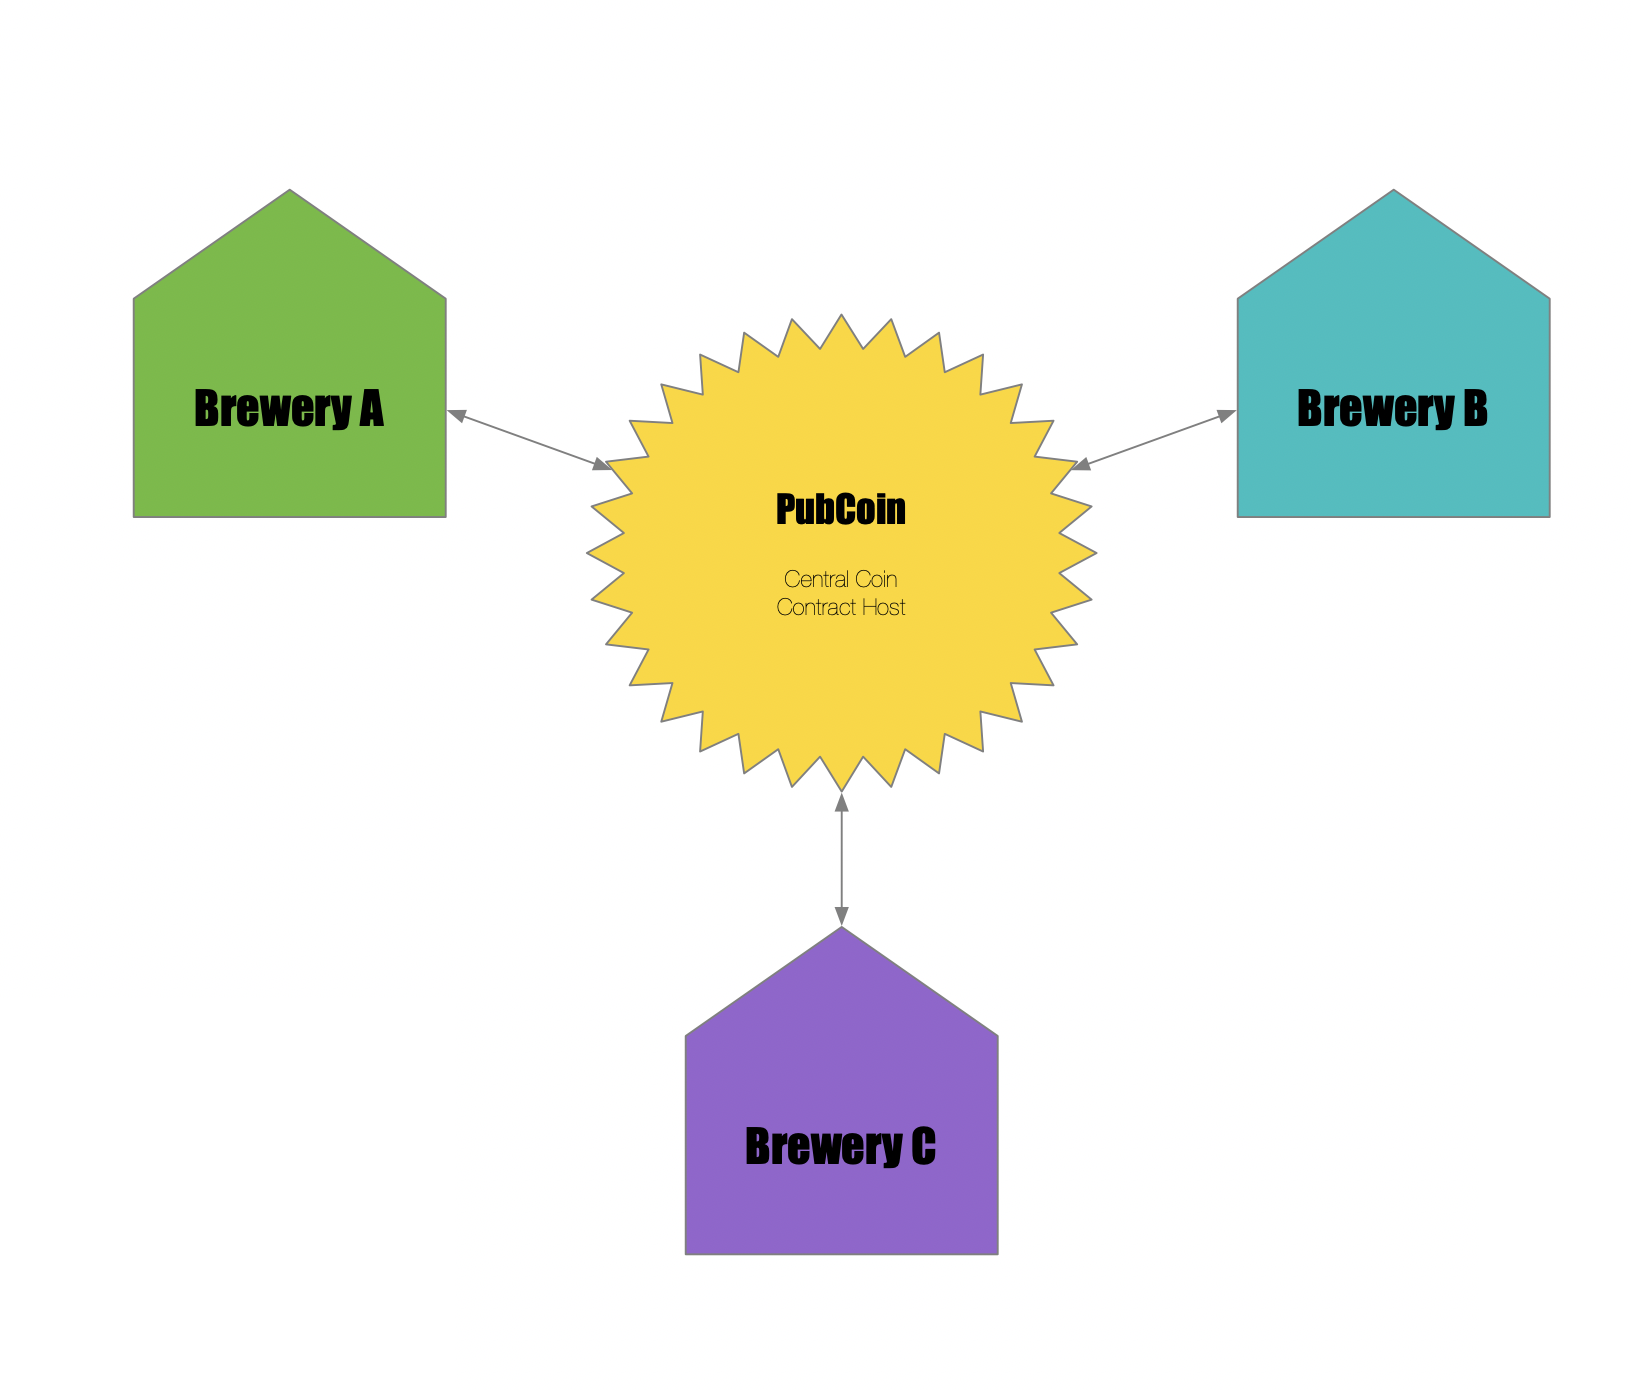 Brewery A
Brewery B
PubCoin
Central Coin
Contract Host
Brewery C